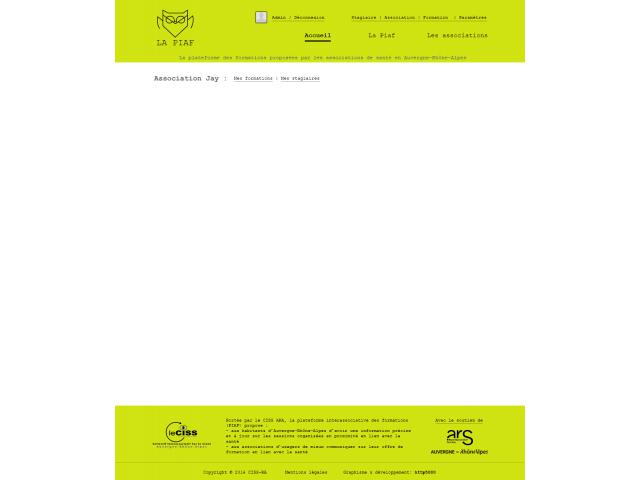 Admin / Déconnexion
Stagiaire | Association | Formation | Paramètres
LA PIAF
Accueil
La Piaf
Les associations
La plateforme des formations proposées par les associations de santé en Auvergne-Rhône-Alpes
Association Jay : Mes formations | Mes stagiaires
leCISS
Auvergne-Rhône-Alpes
Portée par le CISS ARA, la plateforme interassociative des formations
(PIAF) propose :
- aux habitants d'Auvergne-Rhône-Alpes d'avoir une information précise
et à jour sur les sessions organisées en proximité en lien avec la
santé
- aux associations d'usagers de mieux communiquer sur leur offre de
formation en lien avec la santé
Avec le soutien de
ars
AUVERGNE - Rhône Alpes
Copyright © 2016 CISS-RA
Mentions légales
Graphisme & développement: http5000